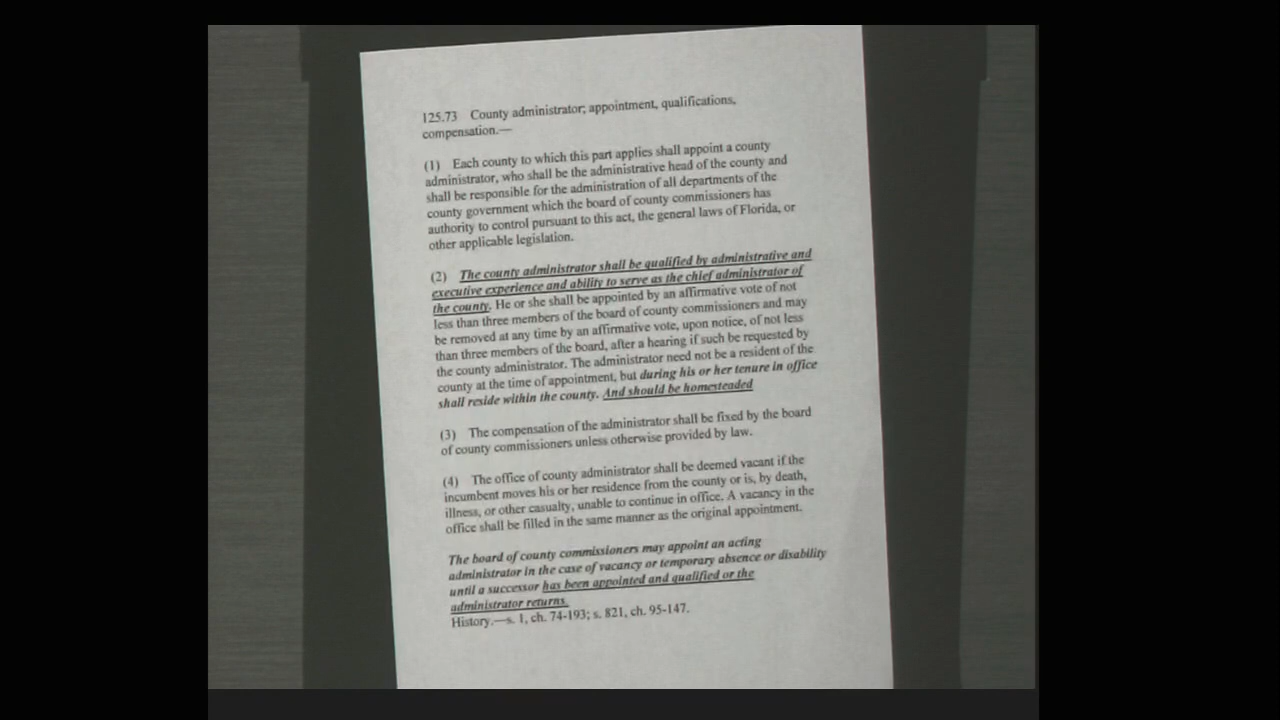 125.73 County administrator; appointment, qualifications,
compensation.—
(1) Each county to which this part applies shall appoint a county
administrator, who shall be the administrative head of the county and
shall be responsible for the administration of all departments of the
county government which the board of county commissioners has
authority to control pursuant to this act, the general laws of Florida, or
other applicable legislation.
(2) The county administrator shall be qualified by administrative and
executive experience and ability to serve as the chief administrator of
the county. He or she shall be appointed by an affirmative vote of not
less than three members of the board of county commissioners and may
be removed at any time by an affirmative vote, upon notice, of not less
than three members of the board, after a hearing if such be requested by
the county administrator. The administrator need not be a resident of the
county at the time of appointment, but during his or her tenure in office
shall reside within the county. And should be homesteaded
(3) The compensation of the administrator shall be fixed by the board
of county commissioners unless otherwise provided by law.
(4) The office of county administrator shall be deemed vacant if the
incumbent moves his or her residence from the county or is, by death,
illness, or other casualty, unable to continue in office. A vacancy in the
office shall be filled in the same manner as the original appointment.
The board of county commissioners may appoint an acting
administrator in the case of vacancy or temporary absence or disability
until a successor has been appointed and qualified or the
administrator returns.
History.—s. 1, ch. 74-193; s. 821, ch. 95-147.